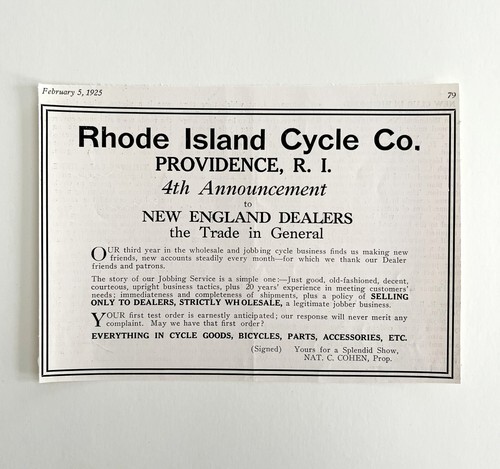 February 5, 1925
79
Rhode Island Cycle Co.
PROVIDENCE, R. I.
4th Announcement
to
NEW ENGLAND DEALERS
the Trade in General
OUR third year in the wholesale and jobbing cycle business finds us making new
friends, new accounts steadily every month—for which we thank our Dealer
friends and patrons.
The story of our Jobbing Service is a simple one:—Just good, old-fashioned, decent,
courteous, upright business tactics, plus 20 years' experience in meeting customers'
needs; immediateness and completeness of shipments, plus a policy of SELLING
ONLY TO DEALERS, STRICTLY WHOLESALE, a legitimate jobber business.
YOUR first test order is earnestly anticipated; our response will never merit any
complaint. May we have that first order?
EVERYTHING IN CYCLE GOODS, BICYCLES, PARTS, ACCESSORIES, ETC.
(Signed) Yours for a Splendid Show,
NAT. C. COHEN, Prop.